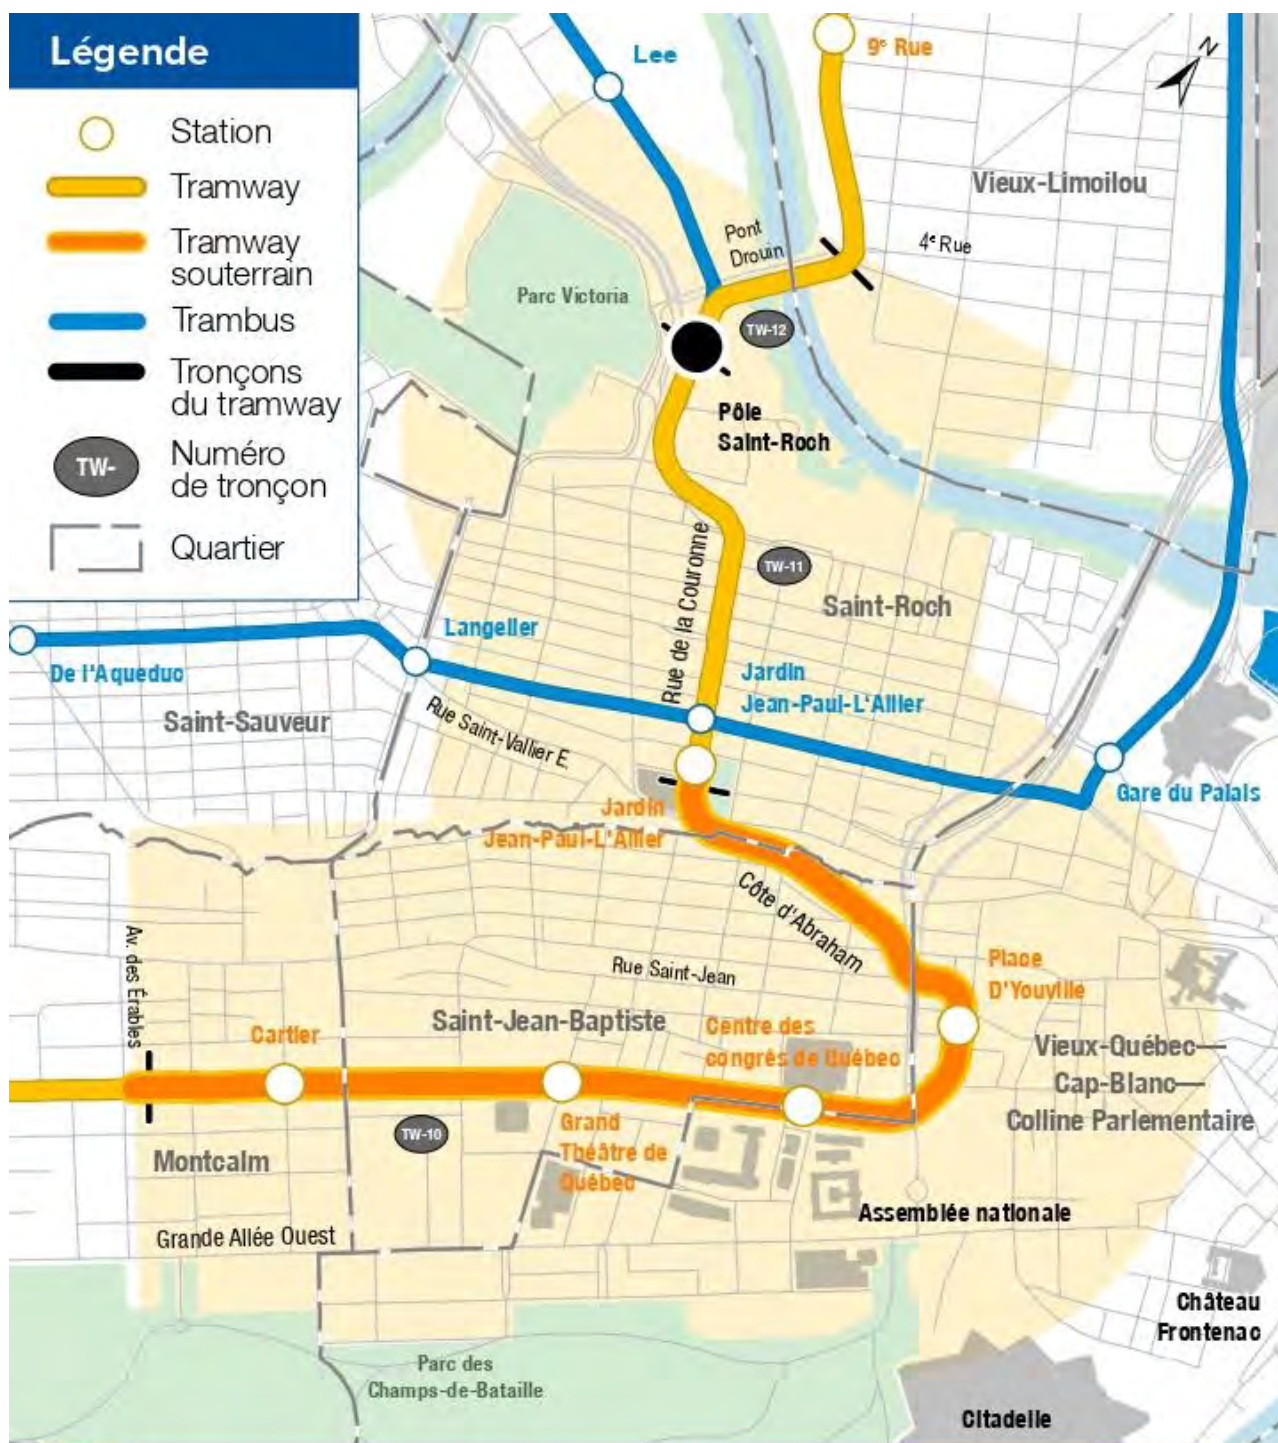 Légende
Station
Tramway
Tramway
souterrain
Trambus
Tronçons
du tramway
TW-
Numéro
de tronçon
Quartier
Lee
9e Rue
N
Vieux-Limoilou
Pont
Drouin
4e Rue
Parc Victoria
TW-12
Pôle
Saint-Roch
Rue de la Couronne
TW-11
Saint-Roch
Langelier
De l'Aqueduc
Saint-Sauveur
Rue Saint-Vallier E.
Jardin
Jean-Paul-L'Allier
Gare du Palais
Jardin
Jean-Paul-L'Allier
Côte d'Abraham
Av. des Érables
Rue Saint-Jean
Place
D'Youville
Cartier
Saint-Jean-Baptiste
Centre des
congrès de Québec
Vieux-Québec—
Cap-Blanc—
Colline Parlementaire
TW-10
Grand
Théâtre de
Québec
Montcalm
Assemblée nationale
Grande Allée Ouest
Château
Frontenac
Parc des
Champs-de-Bataille
Citadelle